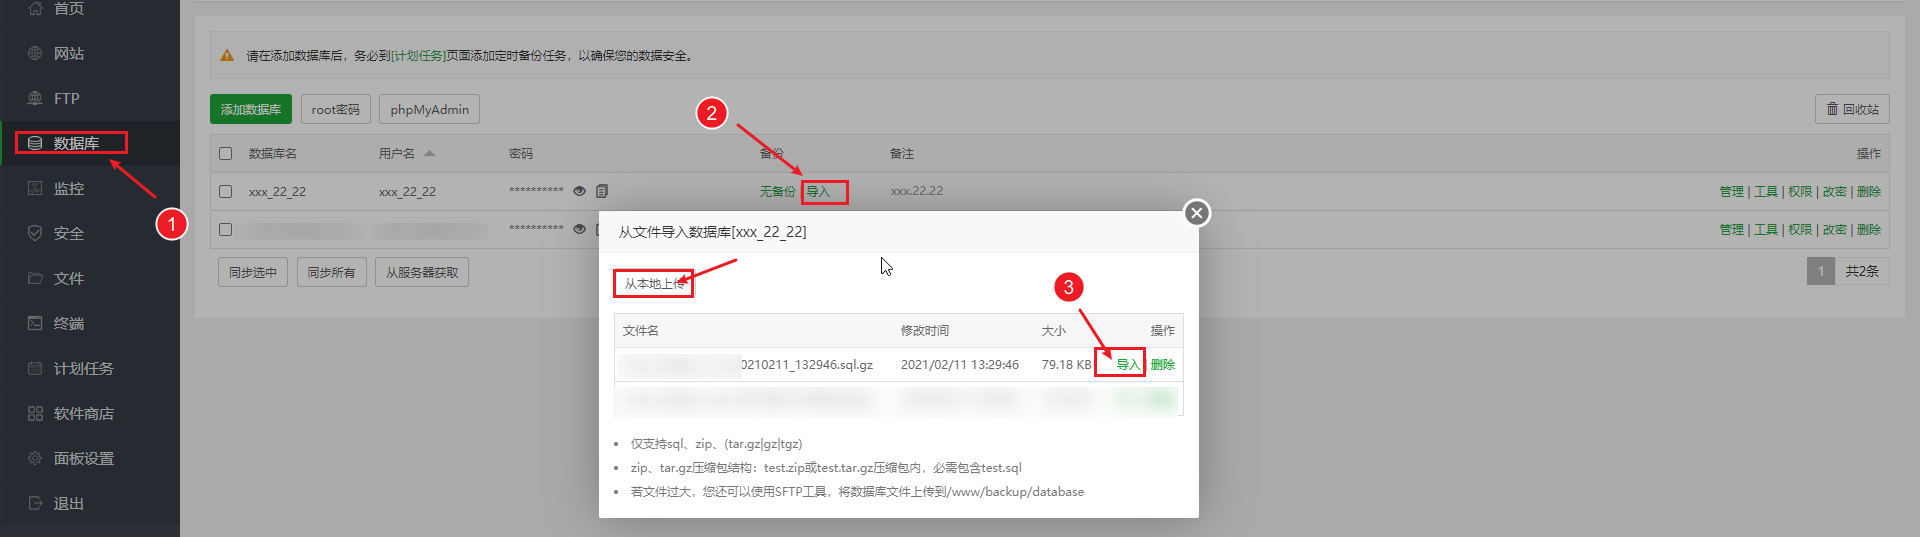 首页
网站
FTP
数据库
监控
安全
文件
终端
计划任务
软件商店
面板设置
退出
请在添加数据库后，务必到[计划任务]页面添加定时备份任务，以确保您的数据安全。
添加数据库 root密码 phpMyAdmin 回收站
数据库名 用户名 密码 备份 备注 操作
xxx_22_22 xxx_22_22 ********** 无备份 | 导入 xxx.22.22 管理 | 工具 | 权限 | 改密 | 删除
********** 管理 | 工具 | 权限 | 改密 | 删除
同步选中 同步所有 从服务器获取 1 共2条
1
2
从文件导入数据库[xxx_22_22]
从本地上传
3
文件名 修改时间 大小 操作
0210211_132946.sql.gz 2021/02/11 13:29:46 79.18 KB 导入 | 删除
仅支持sql、zip、(tar.gz|gz|tgz)
zip、tar.gz压缩包结构：test.zip或test.tar.gz压缩包内，必需包含test.sql
若文件过大，您还可以使用SFTP工具，将数据库文件上传到/www/backup/database